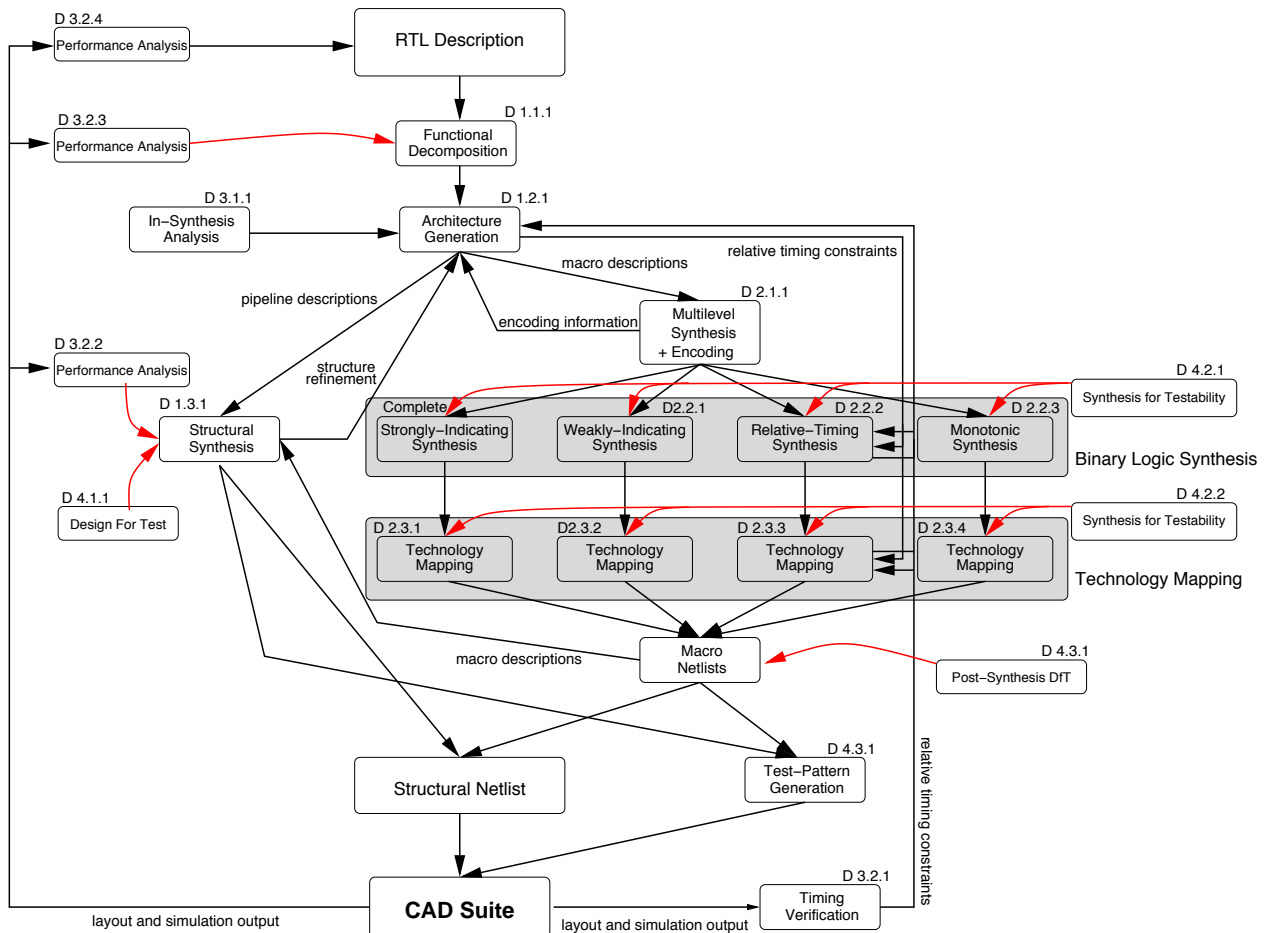 D 3.2.4
Performance Analysis
RTL Description
D 1.1.1
D 3.2.3
Performance Analysis
Functional
Decomposition
D 3.1.1
D 1.2.1
In−Synthesis
Analysis
Architecture
Generation
relative timing constraints
macro descriptions
D 2.1.1
pipeline descriptions
encoding information
Multilevel
Synthesis
+ Encoding
D 3.2.2
Performance Analysis
structure
refinement
D 4.2.1
Synthesis for Testability
D 1.3.1
Structural
Synthesis
Complete
D2.2.1
D 2.2.2
D 2.2.3
Strongly-Indicating
Synthesis
Weakly-Indicating
Synthesis
Relative-Timing
Synthesis
Monotonic
Synthesis
Binary Logic Synthesis
D 4.1.1
Design For Test
D 4.2.2
Synthesis for Testability
D 2.3.1
D2.3.2
D 2.3.3
D 2.3.4
Technology
Mapping
Technology
Mapping
Technology
Mapping
Technology
Mapping
Technology Mapping
macro descriptions
Macro
Netlists
D 4.3.1
Post−Synthesis DfT
D 4.3.1
Structural Netlist
Test−Pattern
Generation
relative timing constraints
D 3.2.1
layout and simulation output
CAD Suite
layout and simulation output
Timing
Verification